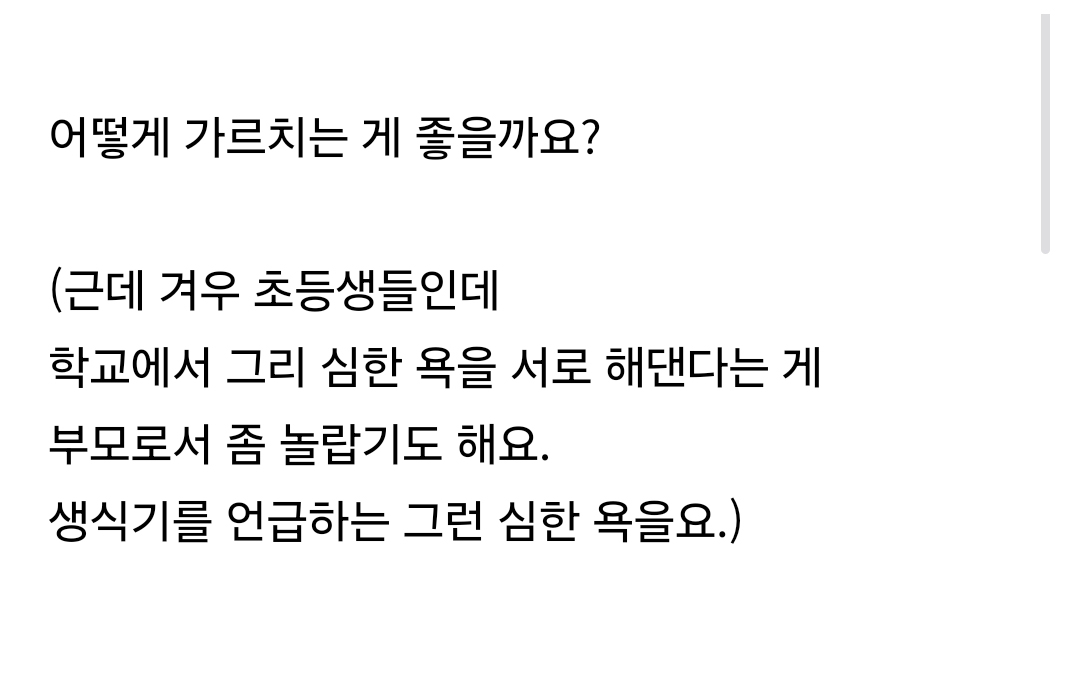 어떻게 가르치는 게 좋을까요?
(근데 겨우 초등생들인데
학교에서 그리 심한 욕을 서로 해댄다는 게
부모로서 좀 놀랍기도 해요.
생식기를 언급하는 그런 심한 욕을요.)